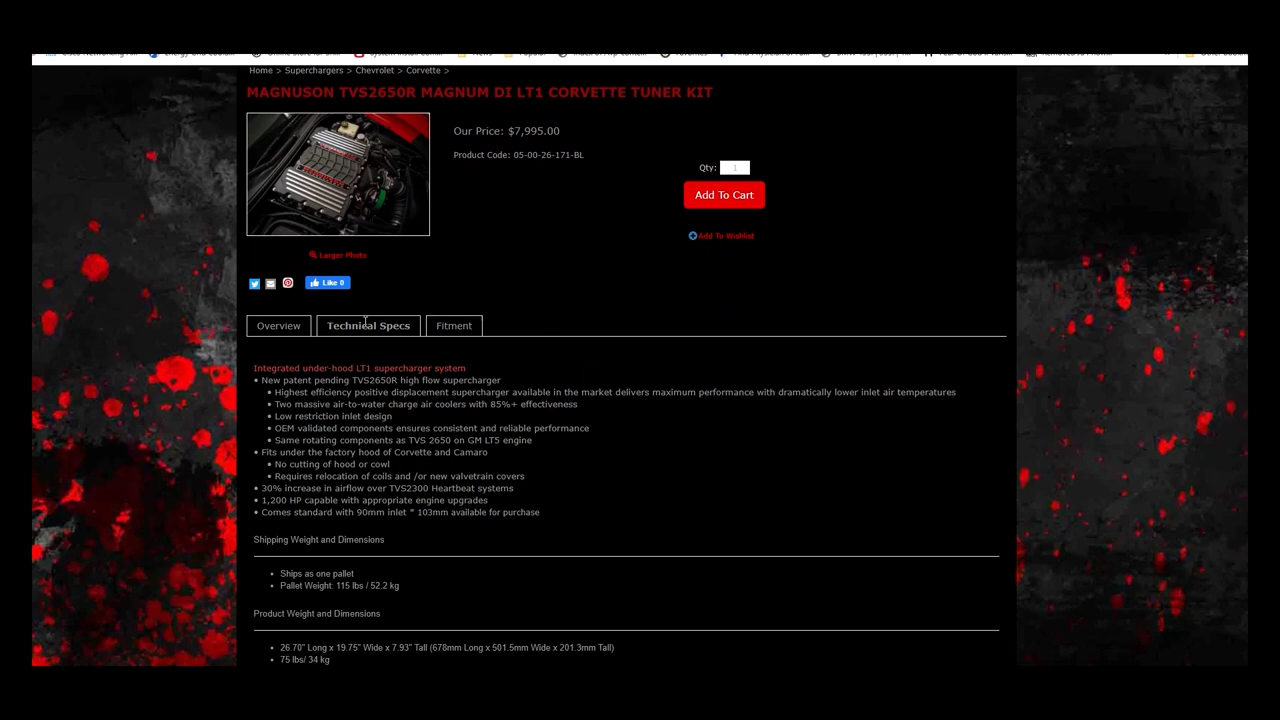 Home > Superchargers > Chevrolet > Corvette >
MAGNUSON TVS2650R MAGNUM DI LT1 CORVETTE TUNER KIT
Our Price: $7,995.00
Product Code: 05-00-26-171-BL
Qty: 1
Add To Cart
Add To Wishlist
Larger Photo
Like 0
Overview
Technical Specs
Fitment
Integrated under-hood LT1 supercharger system
• New patent pending TVS2650R high flow supercharger
• Highest efficiency positive displacement supercharger available in the market delivers maximum performance with dramatically lower inlet air temperatures
• Two massive air-to-water charge air coolers with 85%+ effectiveness
• Low restriction inlet design
• OEM validated components ensures consistent and reliable performance
• Same rotating components as TVS 2650 on GM LT5 engine
• Fits under the factory hood of Corvette and Camaro
• No cutting of hood or cowl
• Requires relocation of coils and /or new valvetrain covers
• 30% increase in airflow over TVS2300 Heartbeat systems
• 1,200 HP capable with appropriate engine upgrades
• Comes standard with 90mm inlet * 103mm available for purchase
Shipping Weight and Dimensions
• Ships as one pallet
• Pallet Weight: 115 lbs / 52.2 kg
Product Weight and Dimensions
• 26.70" Long x 19.75" Wide x 7.93" Tall (678mm Long x 501.5mm Wide x 201.3mm Tall)
• 75 lbs/ 34 kg